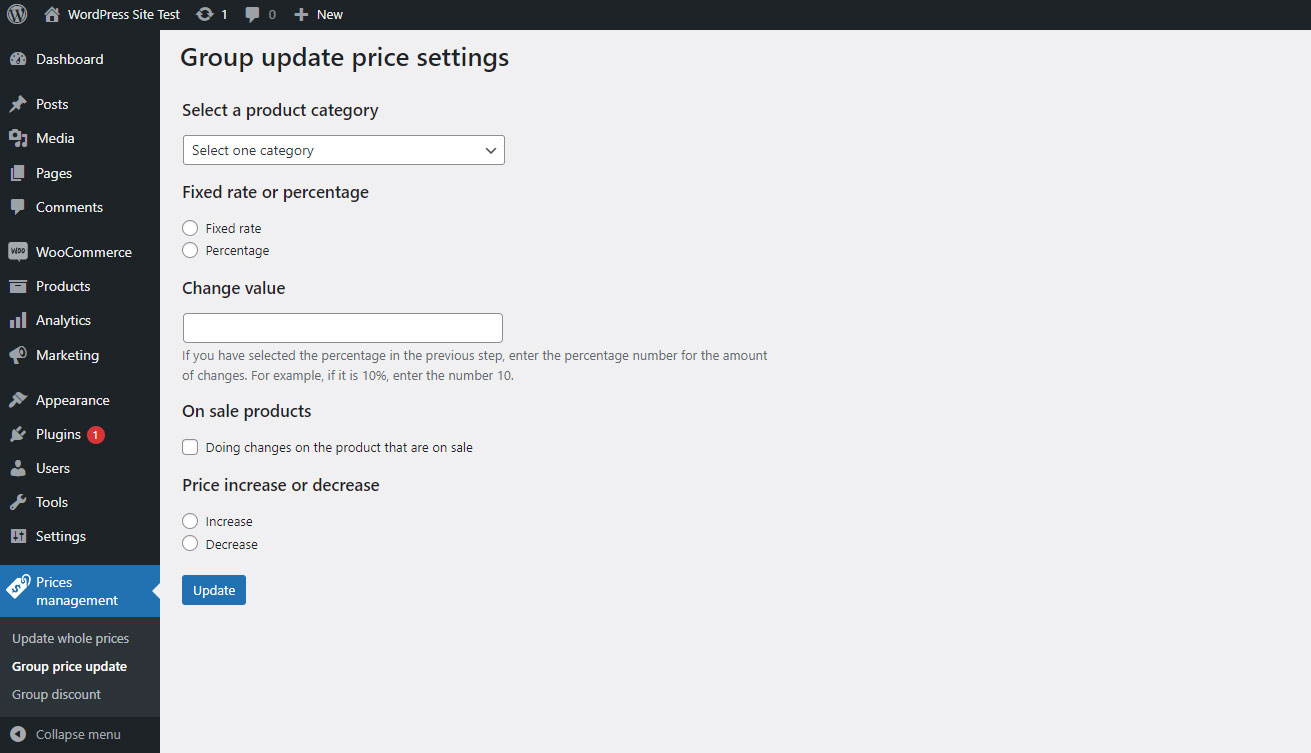 WordPress Site Test 1 0 New
Dashboard
Posts
Media
Pages
Comments
woo WooCommerce
Products
Analytics
Marketing
Appearance
Plugins 1
Users
Tools
Settings
Prices
management
Update whole prices
Group price update
Group discount
Collapse menu
Group update price settings
Select a product category
Select one category
Fixed rate or percentage
Fixed rate
Percentage
Change value
If you have selected the percentage in the previous step, enter the percentage number for the amount
of changes. For example, if it is 10%, enter the number 10.
On sale products
Doing changes on the product that are on sale
Price increase or decrease
Increase
Decrease
Update